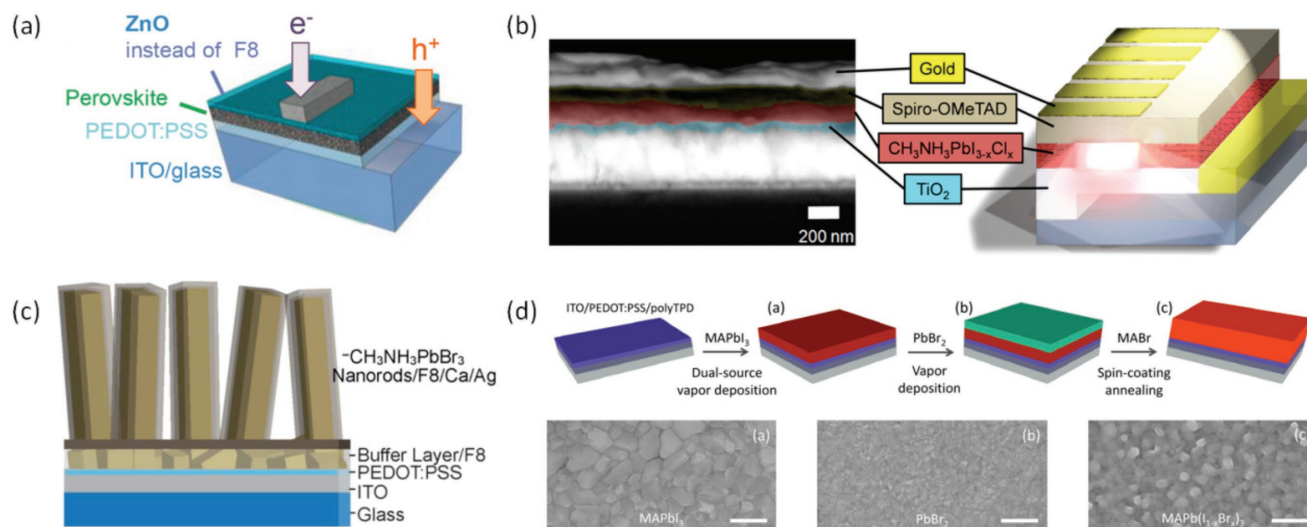 (a)
ZnO
instead of F8
e⁻
h⁺
Perovskite
PEDOT:PSS
ITO/glass
(b)
Gold
Spiro-OMeTAD
CH₃NH₃PbI₃₋ₓClₓ
TiO₂
200 nm
(c)
-CH₃NH₃PbBr₃
Nanorods/F8/Ca/Ag
Buffer Layer/F8
PEDOT:PSS
ITO
Glass
(d)
ITO/PEDOT:PSS/polyTPD
(a)
(b)
(c)
MAPbI₃
PbBr₂
MABr
Dual-source
vapor deposition
Vapor
deposition
Spin-coating
annealing
(a)
(b)
(c
MAPbI₃
PbBr₂
MAPb(I₁₋ₓBrₓ)₃